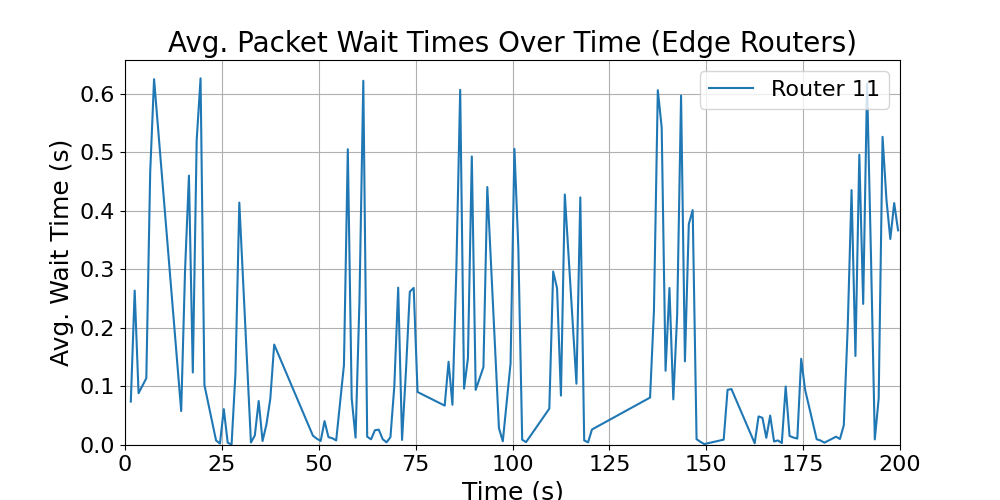 Avg. Packet Wait Times Over Time (Edge Routers)
Router 11
Avg. Wait Time (s)
0.6
0.5
0.4
0.3
0.2
0.1
0.0
0 25 50 75 100 125 150 175 200
Time (s)